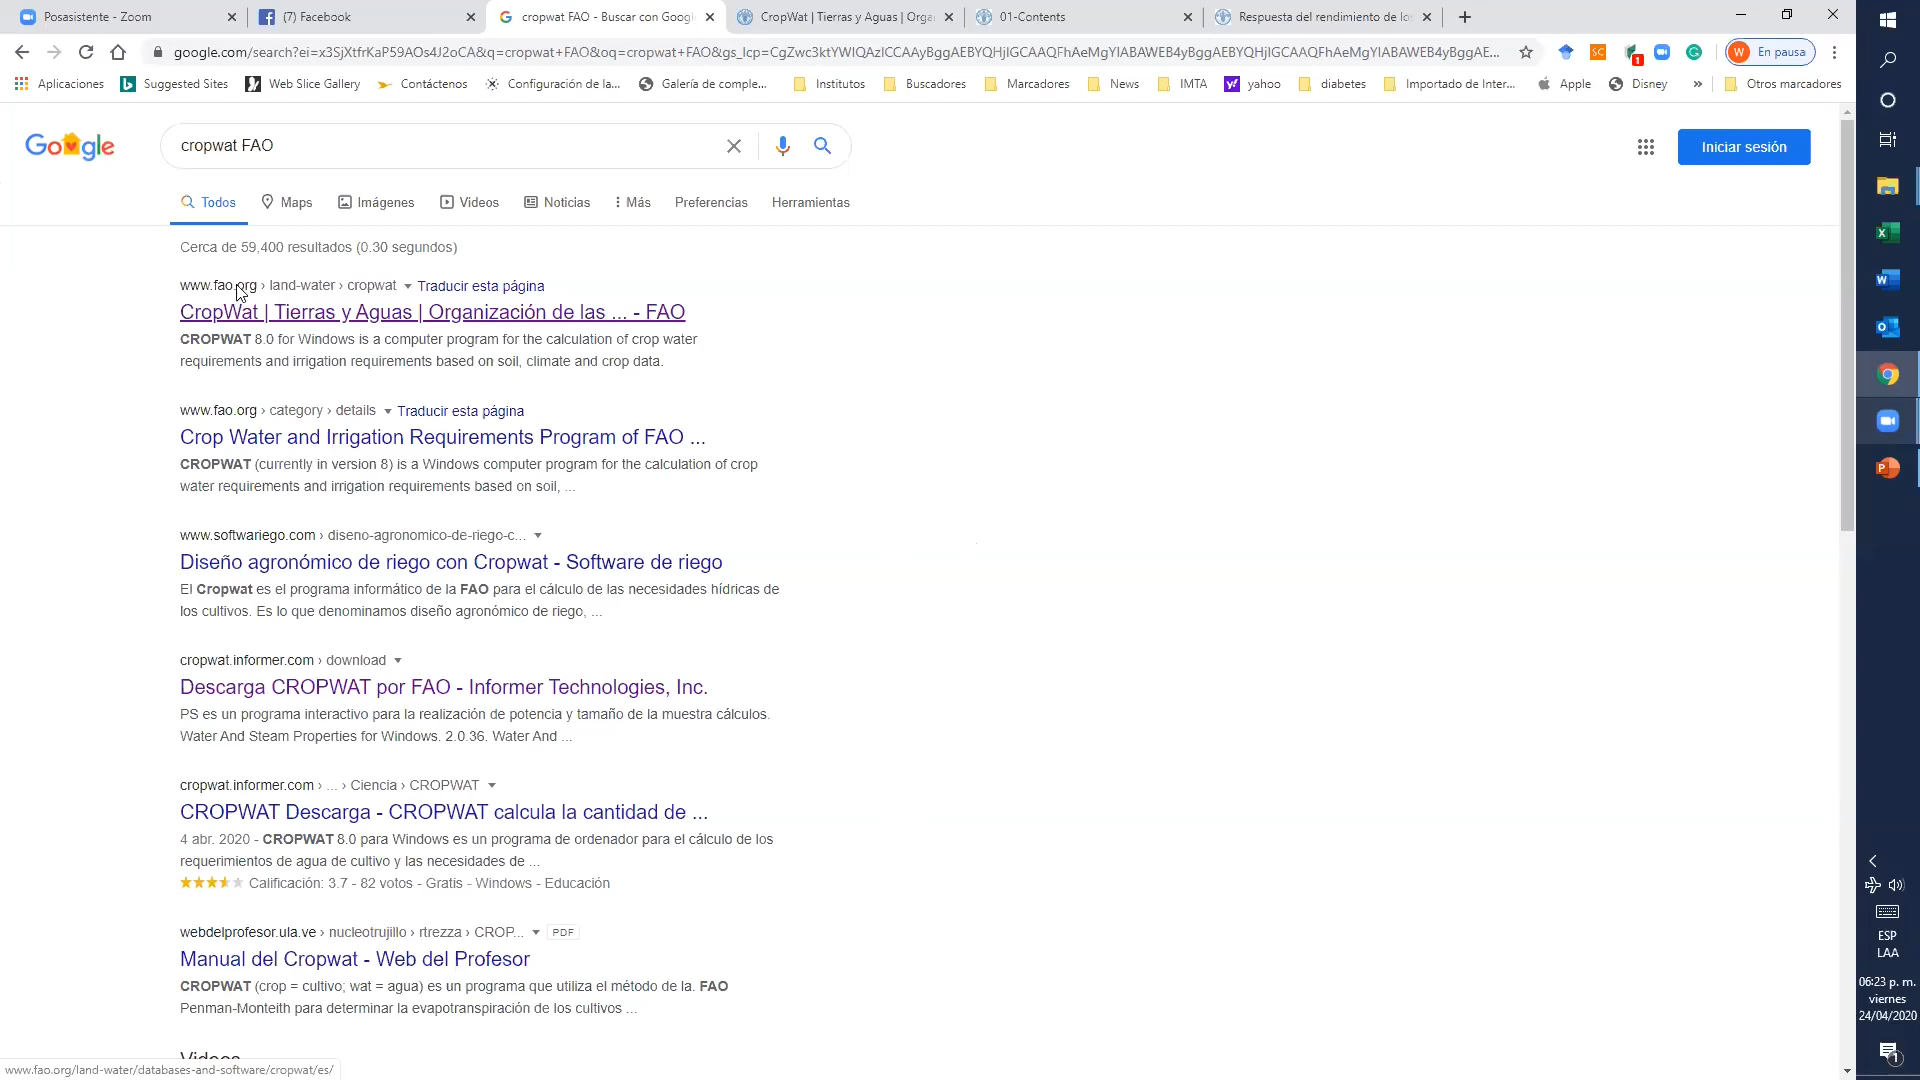 Posasistente - Zoom
(7) Facebook
cropwat FAO - Buscar con Google
CropWat | Tierras y Aguas | Orga
01-Contents
Respuesta del rendimiento de lo
google.com/search?ei=x3SjXtfrKaP59AOs4J2oCA&q=cropwat+FAO&oq=cropwat+FAO&gs_lcp=CgZwc3ktYWIQAzICCAAyBggAEBYQHjIGCAAQFhAeMgYIABAWEB4yBggAEBYQHjIGCAAQFhAeMgYIABAWEB4yBggAE...
SC
1
W
En pausa
Aplicaciones
Suggested Sites
Web Slice Gallery
Contáctenos
Configuración de la...
Galería de comple...
Institutos
Buscadores
Marcadores
News
IMTA
yahoo
diabetes
Importado de Inter...
Apple
Disney
»
Otros marcadores
Google
cropwat FAO
Iniciar sesión
Todos
Maps
Imágenes
Videos
Noticias
Más
Preferencias
Herramientas
Cerca de 59,400 resultados (0.30 segundos)
www.fao.org › land-water › cropwat Traducir esta página
CropWat | Tierras y Aguas | Organización de las ... - FAO
CROPWAT 8.0 for Windows is a computer program for the calculation of crop water
requirements and irrigation requirements based on soil, climate and crop data.
www.fao.org › category › details Traducir esta página
Crop Water and Irrigation Requirements Program of FAO ...
CROPWAT (currently in version 8) is a Windows computer program for the calculation of crop
water requirements and irrigation requirements based on soil, ...
www.softwariego.com › diseno-agronomico-de-riego-c...
Diseño agronómico de riego con Cropwat - Software de riego
El Cropwat es el programa informático de la FAO para el cálculo de las necesidades hídricas de
los cultivos. Es lo que denominamos diseño agronómico de riego, ...
cropwat.informer.com › download
Descarga CROPWAT por FAO - Informer Technologies, Inc.
PS es un programa interactivo para la realización de potencia y tamaño de la muestra cálculos.
Water And Steam Properties for Windows. 2.0.36. Water And ...
cropwat.informer.com › ... › Ciencia › CROPWAT
CROPWAT Descarga - CROPWAT calcula la cantidad de ...
4 abr. 2020 - CROPWAT 8.0 para Windows es un programa de ordenador para el cálculo de los
requerimientos de agua de cultivo y las necesidades de ...
Calificación: 3.7 - 82 votos - Gratis - Windows - Educación
webdelprofesor.ula.ve › nucleotrujillo › rtrezza › CROP... PDF
Manual del Cropwat - Web del Profesor
CROPWAT (crop = cultivo; wat = agua) es un programa que utiliza el método de la. FAO
Penman-Monteith para determinar la evapotranspiración de los cultivos ...
Videos
www.fao.org/land-water/databases-and-software/cropwat/es/
ESP
LAA
06:23 p. m.
viernes
24/04/2020
1